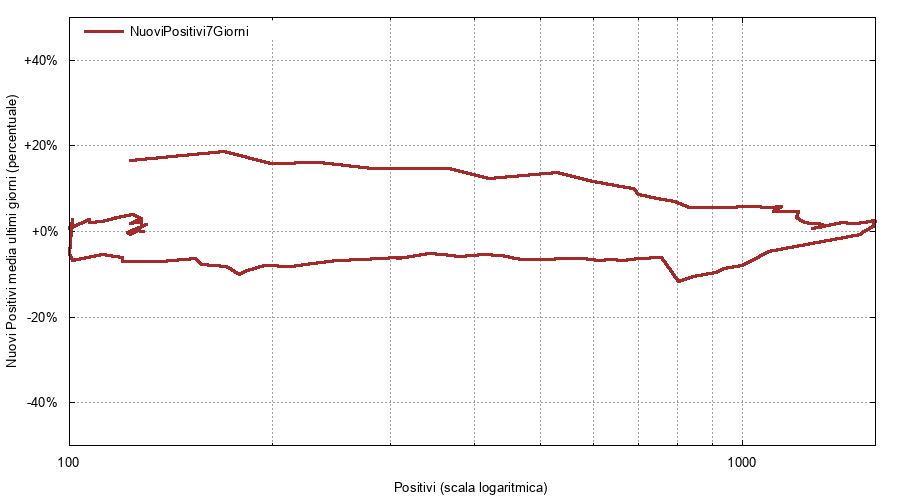 NuoviPositivi7Giorni
+40%
+20%
+0%
-20%
-40%
Nuovi Positivi media ultimi giorni (percentuale)
100
1000
Positivi (scala logaritmica)